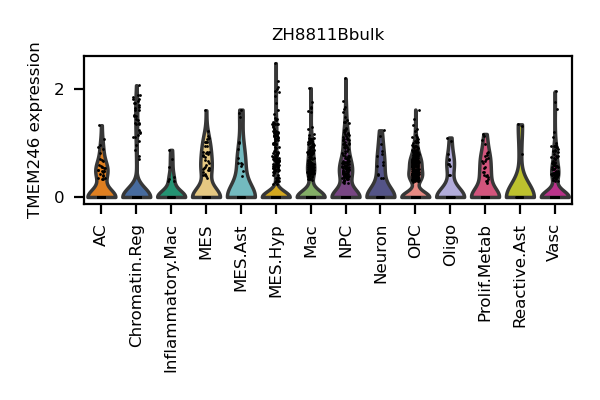 ZH8811Bbulk
TMEM246 expression
2
0
AC
Chromatin.Reg
Inflammatory.Mac
MES
MES.Ast
MES.Hyp
Mac
NPC
Neuron
OPC
Oligo
Prolif.Metab
Reactive.Ast
Vasc